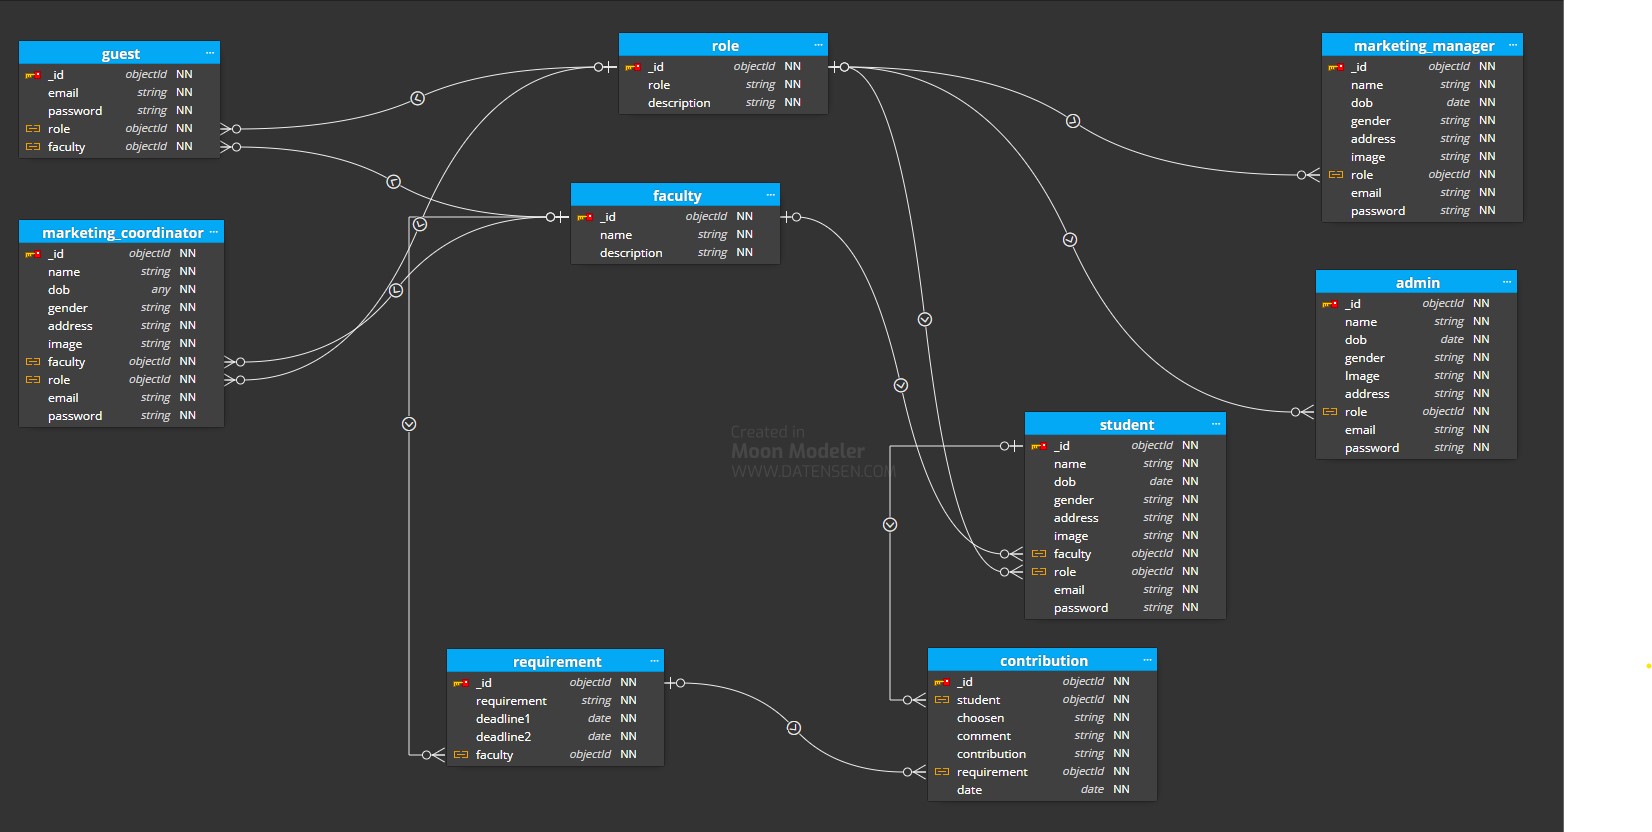 guest ...
_id objectId NN
email string NN
password string NN
role objectId NN
faculty objectId NN
role ...
_id objectId NN
role string NN
description string NN
marketing_manager ...
_id objectId NN
name string NN
dob date NN
gender string NN
address string NN
image string NN
role objectId NN
email string NN
password string NN
faculty ...
_id objectId NN
name string NN
description string NN
marketing_coordinator ...
_id objectId NN
name string NN
dob any NN
gender string NN
address string NN
image string NN
faculty objectId NN
role objectId NN
email string NN
password string NN
admin ...
_id objectId NN
name string NN
dob date NN
gender string NN
Image string NN
address string NN
role objectId NN
email string NN
password string NN
Created in
Moon Modeler
WWW.DATENSEN.COM
student ...
_id objectId NN
name string NN
dob date NN
gender string NN
address string NN
image string NN
faculty objectId NN
role objectId NN
email string NN
password string NN
requirement ...
_id objectId NN
requirement string NN
deadline1 date NN
deadline2 date NN
faculty objectId NN
contribution ...
_id objectId NN
student objectId NN
choosen string NN
comment string NN
contribution string NN
requirement objectId NN
date date NN